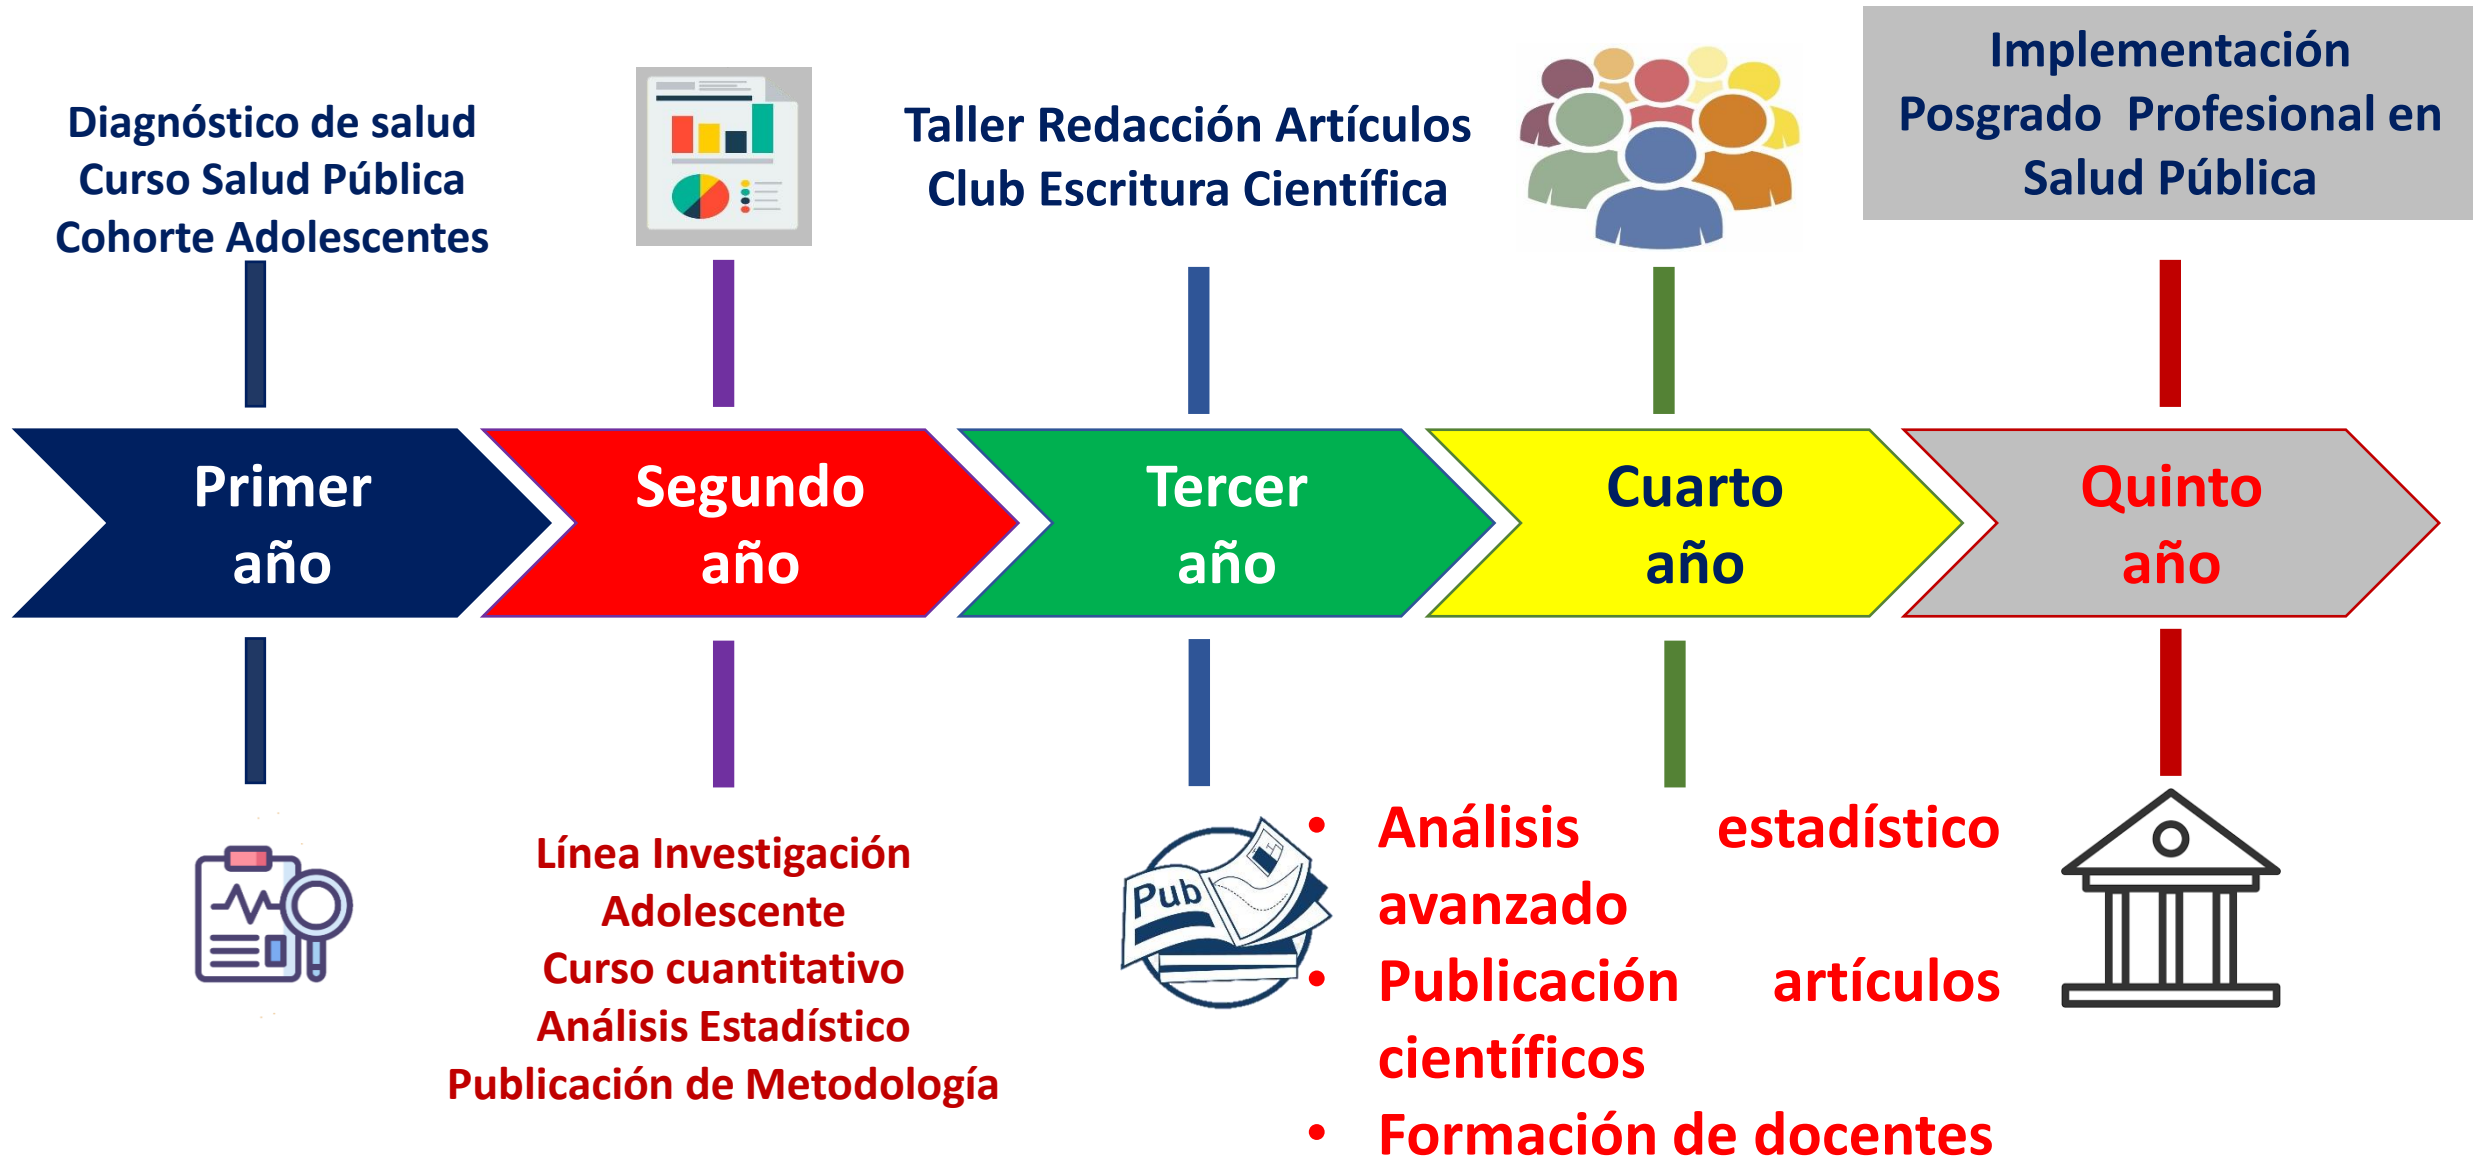 Diagnóstico de salud
Curso Salud Pública
Cohorte Adolescentes
Taller Redacción Artículos
Club Escritura Científica
Implementación
Posgrado Profesional en
Salud Pública
Primer
año
Segundo
año
Tercer
año
Cuarto
año
Quinto
año
Línea Investigación
Adolescente
Curso cuantitativo
Análisis Estadístico
Publicación de Metodología
Pub
• Análisis estadístico
avanzado
• Publicación artículos
científicos
• Formación de docentes